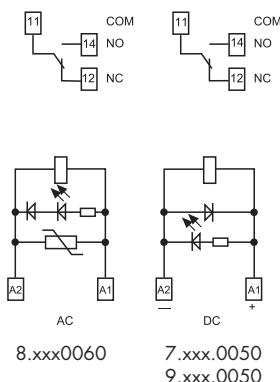 11 COM 11 COM
14 NO 14 NO
12 NC 12 NC
A2 A1 A2 A1
— +
AC DC
8.xxx0060 7.xxx.0050
9.xxx.0050